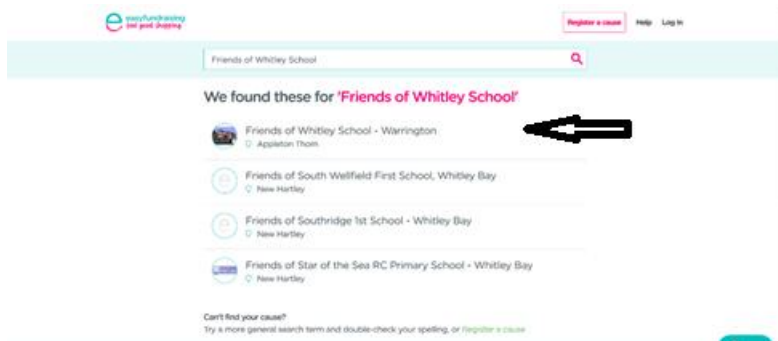 easyfundraising
feel good shopping
Register a cause Help Log in
Friends of Whitley School
We found these for 'Friends of Whitley School'
Friends of Whitley School - Warrington
Appleton Thorn
Friends of South Wellfield First School, Whitley Bay
New Hartley
Friends of Southridge 1st School - Whitley Bay
New Hartley
Friends of Star of the Sea RC Primary School - Whitley Bay
New Hartley
Can't find your cause?
Try a more general search term and double-check your spelling, or Register a cause